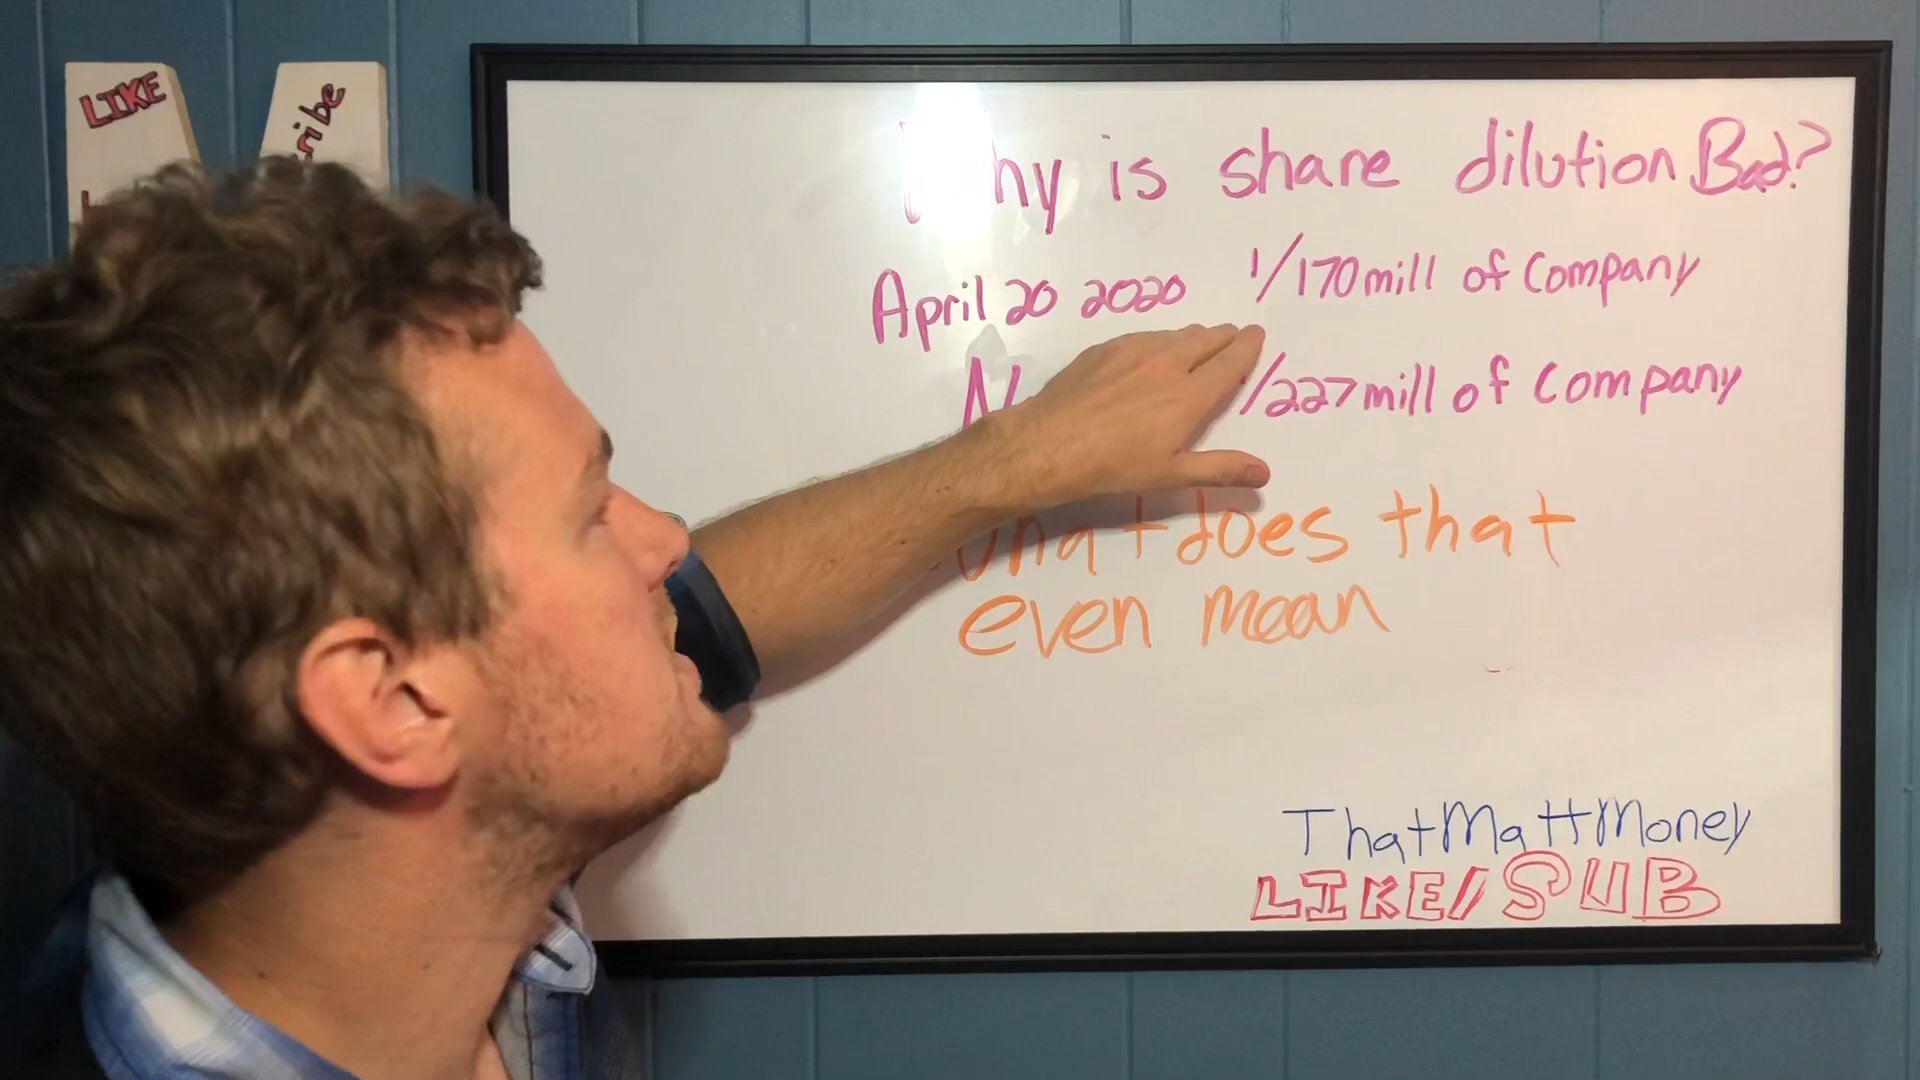 LIKE
is share dilution Bad?
April 20 2020 1/170 mill of Company
/227 mill of Company
does that
even mean
ThatMattMoney
LIKE/SUB